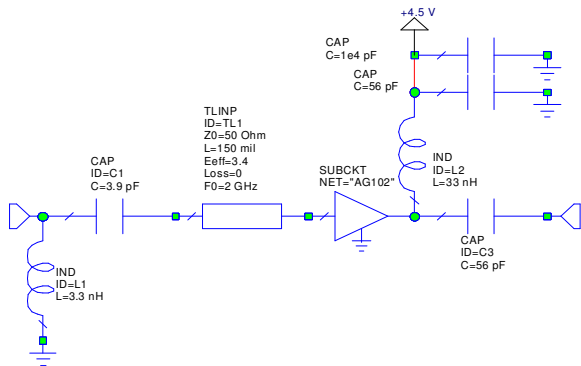 +4.5 V
CAP
C=1e4 pF
CAP
C=56 pF
TLINP
ID=TL1
Z0=50 Ohm
L=150 mil
Eeff=3.4
Loss=0
F0=2 GHz
CAP
ID=C1
C=3.9 pF
SUBCKT
NET="AG102"
IND
ID=L2
L=33 nH
CAP
ID=C3
C=56 pF
IND
ID=L1
L=3.3 nH